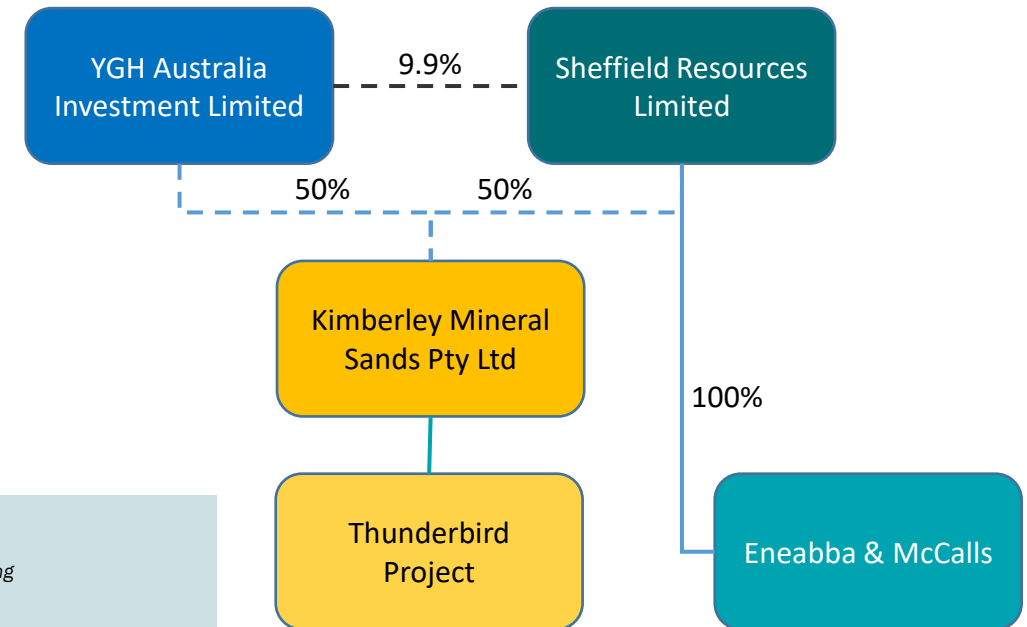 YGH Australia
Investment Limited
9.9%
Sheffield Resources
Limited
50%
50%
Kimberley Mineral
Sands Pty Ltd
100%
Thunderbird
Project
Eneabba & McCalls